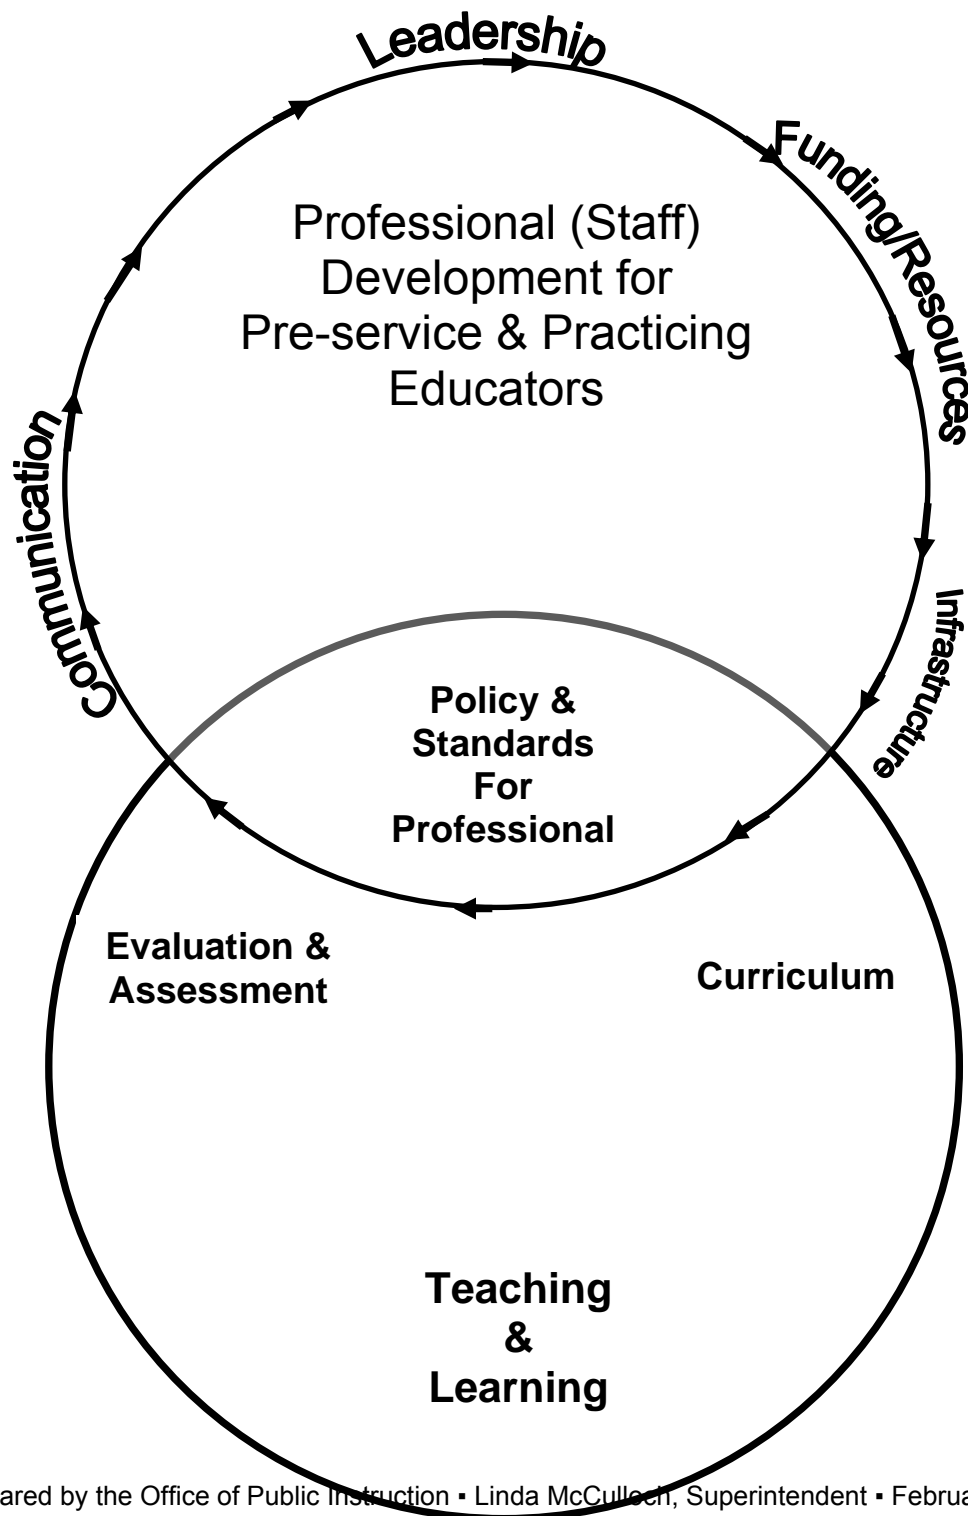 Leadership
Funding/Resources
Professional (Staff)
Development for
Pre-service & Practicing
Educators
Communication
Infrastructure
Policy &
Standards
For
Professional
Evaluation &
Assessment
Curriculum
Teaching
&
Learning
ared by the Office of Public Instruction ▪ Linda McCulloch, Superintendent ▪ Februa